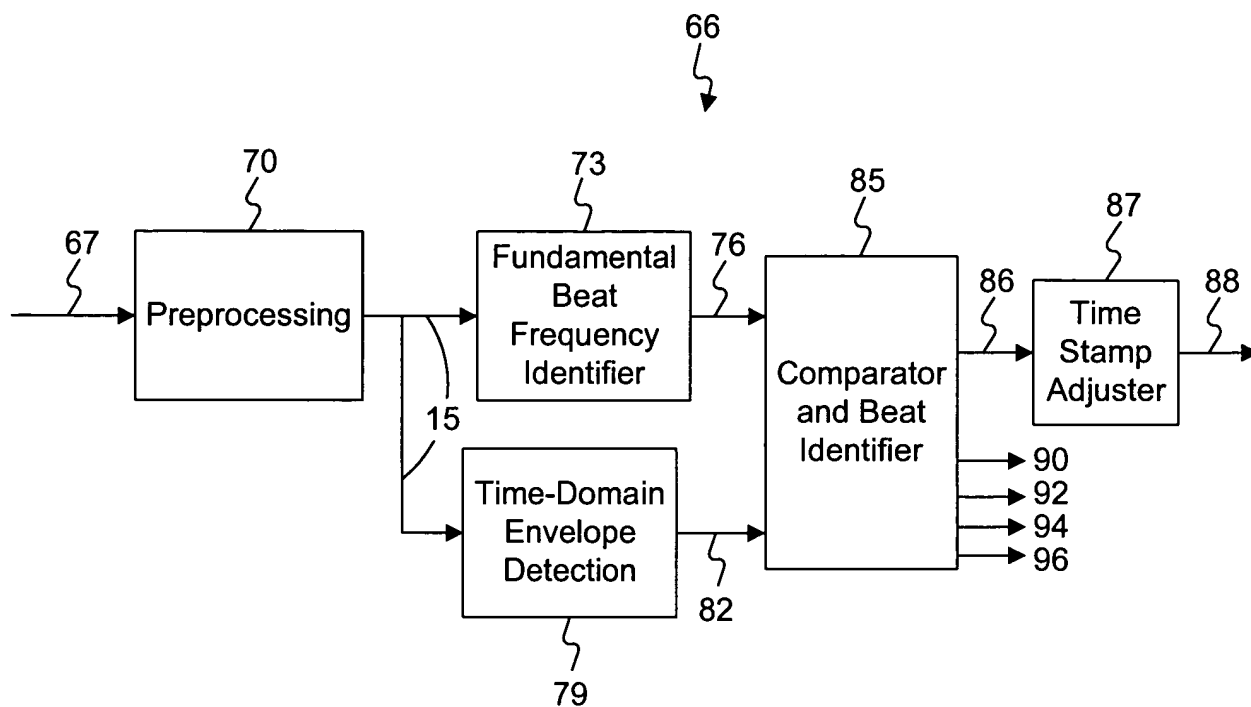 66
70
73
85
87
67
76
86
88
Preprocessing
Fundamental
Beat
Frequency
Identifier
Time
Stamp
Adjuster
Comparator
and Beat
Identifier
15
90
92
94
96
Time-Domain
Envelope
Detection
82
79